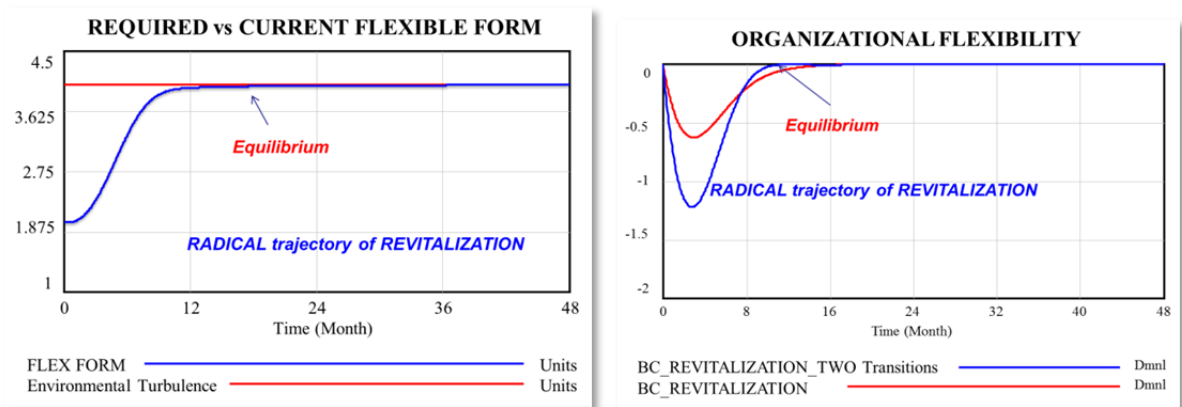 REQUIRED vs CURRENT FLEXIBLE FORM
4.5
3.625
2.75
1.875
1
0 12 24 36 48
Time (Month)
Equilibrium
RADICAL trajectory of REVITALIZATION
FLEX FORM Units
Environmental Turbulence Units
ORGANIZATIONAL FLEXIBILITY
0
-0.5
-1
-1.5
-2
0 8 16 24 32 40 48
Time (Month)
Equilibrium
RADICAL trajectory of REVITALIZATION
BC_REVITALIZATION_TWO Transitions Dmnl
BC_REVITALIZATION Dmnl